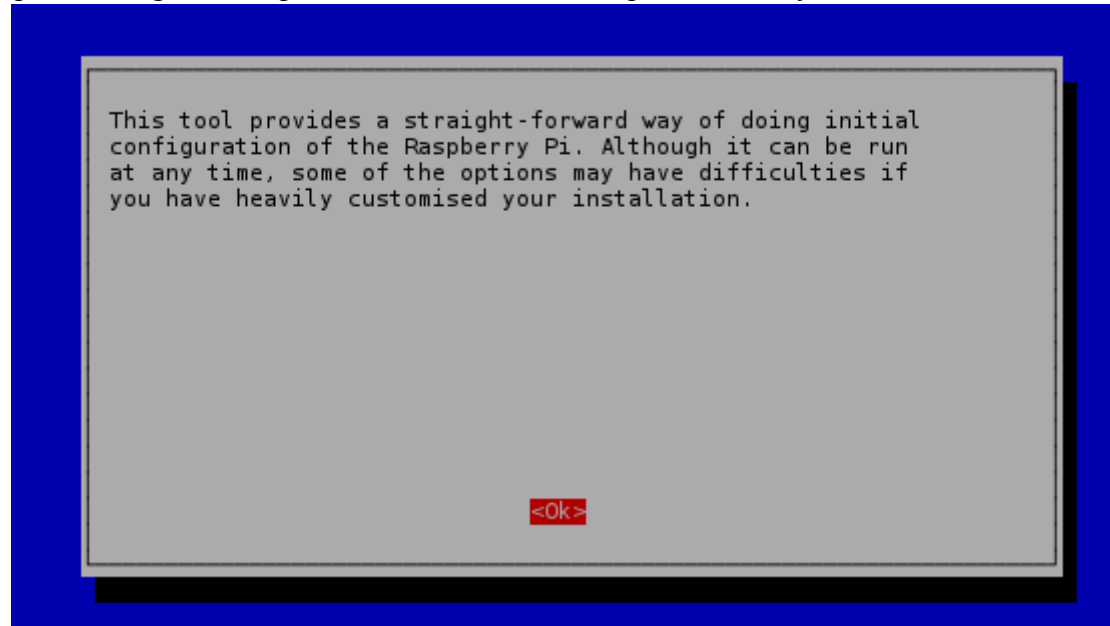 This tool provides a straight-forward way of doing initial
configuration of the Raspberry Pi. Although it can be run
at any time, some of the options may have difficulties if
you have heavily customised your installation.
<Ok>